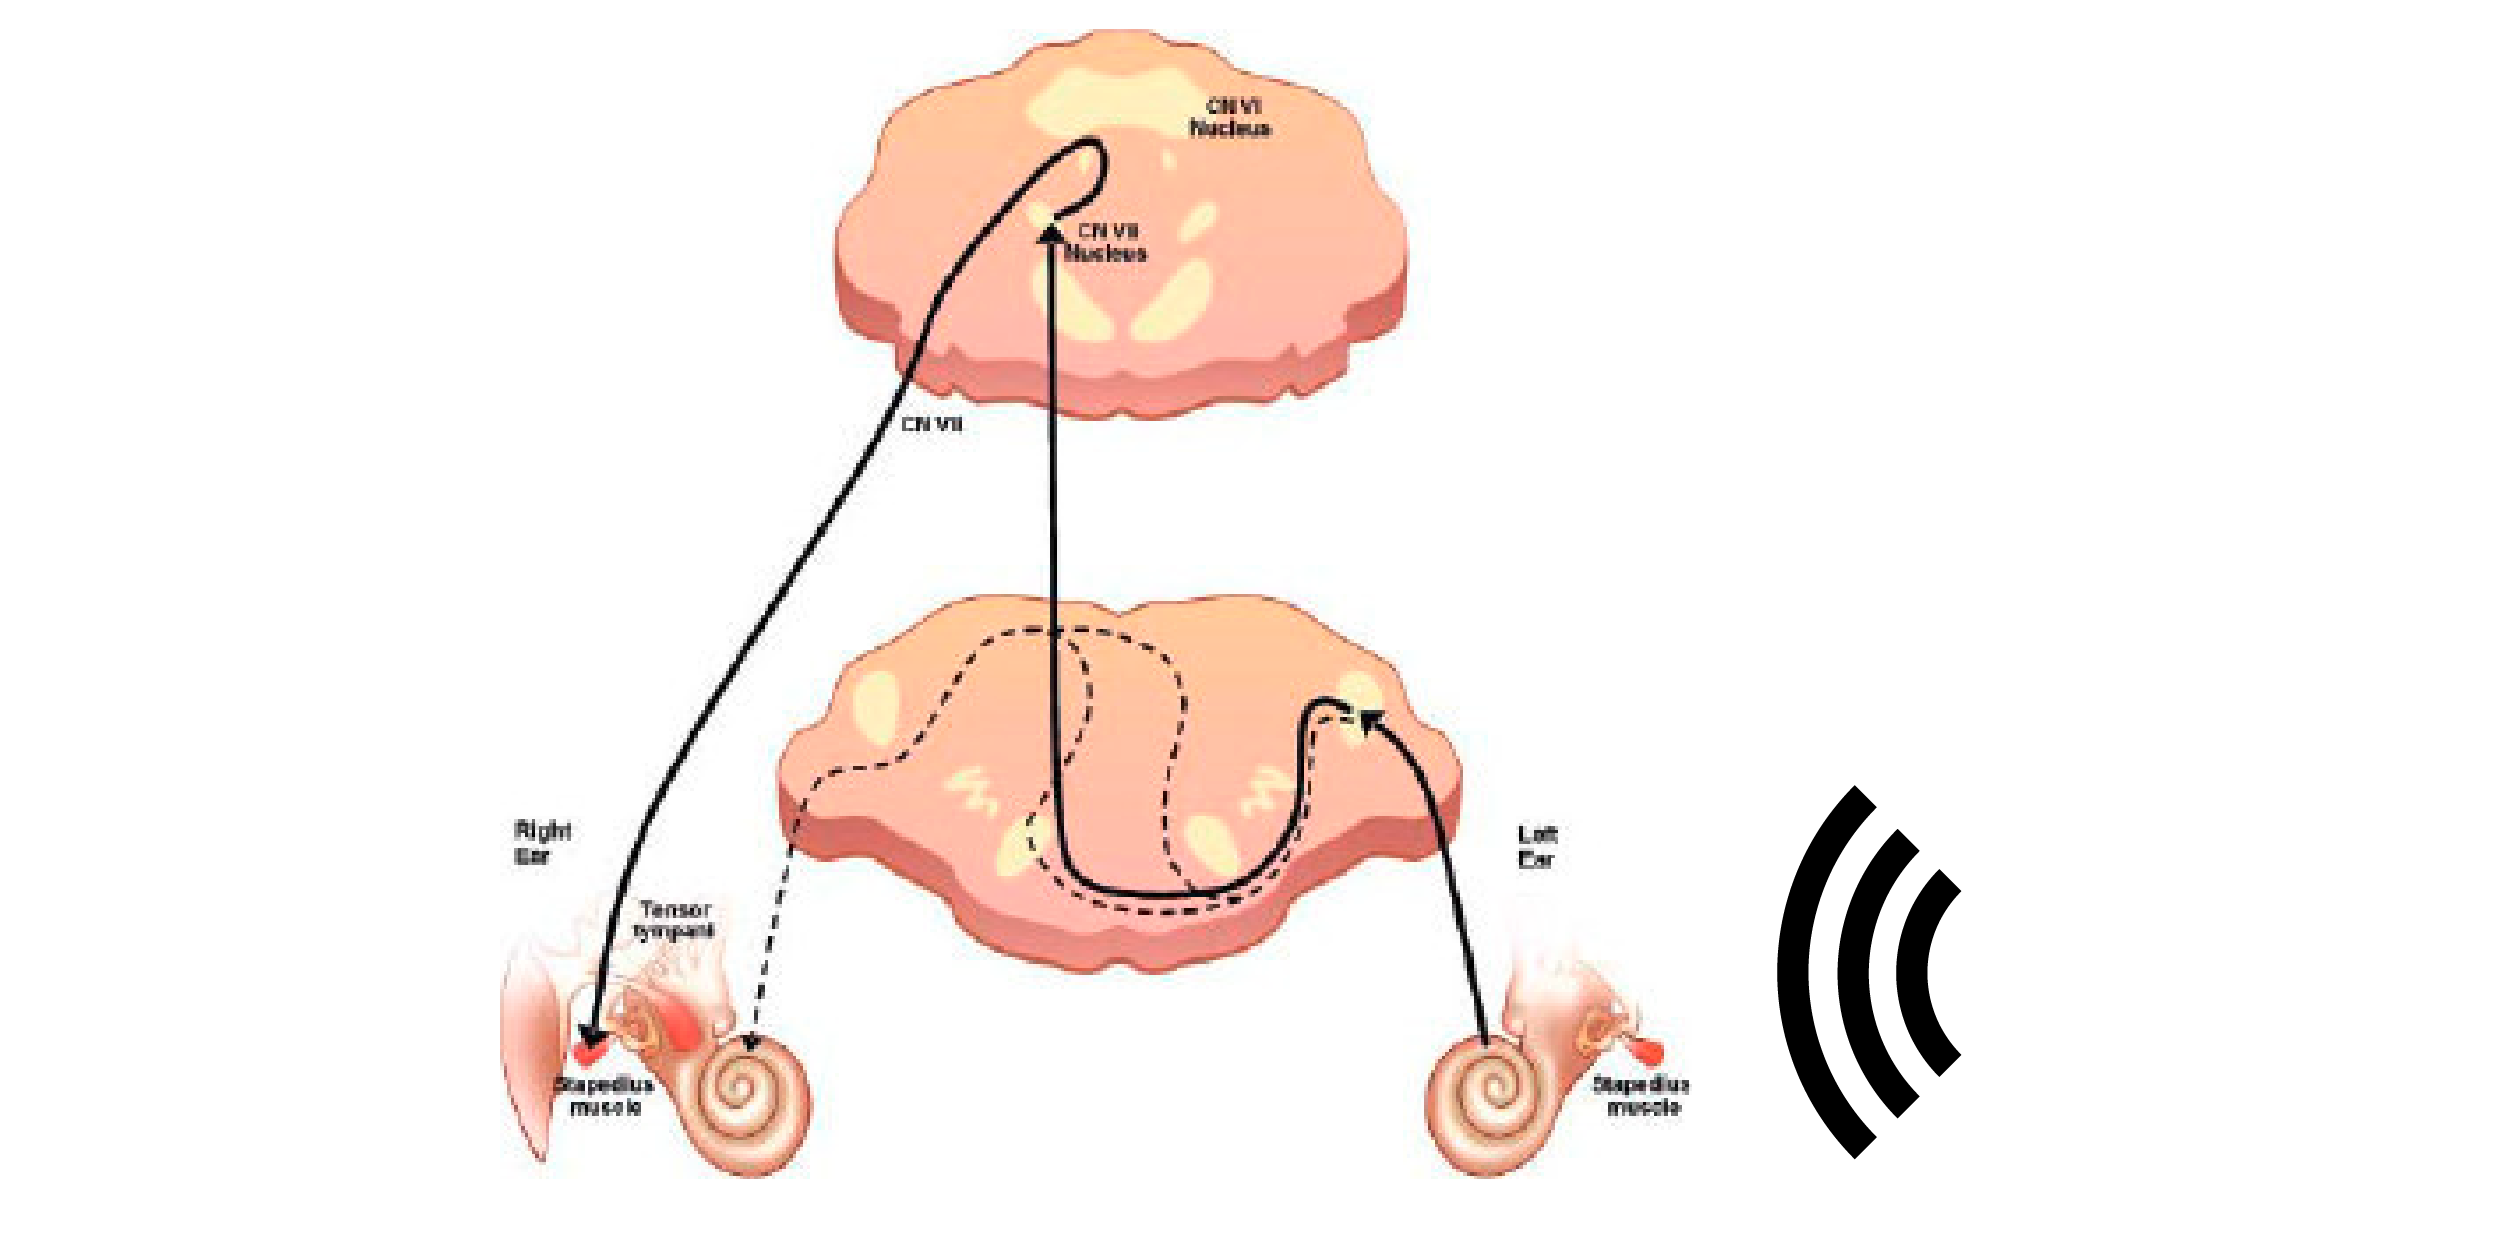 CN VI
Nucleus
CN VII
Nucleus
CN VII
Right
Ear
Left
Ear
Tensor
tympani
Stapedius
muscle
Stapedius
muscle